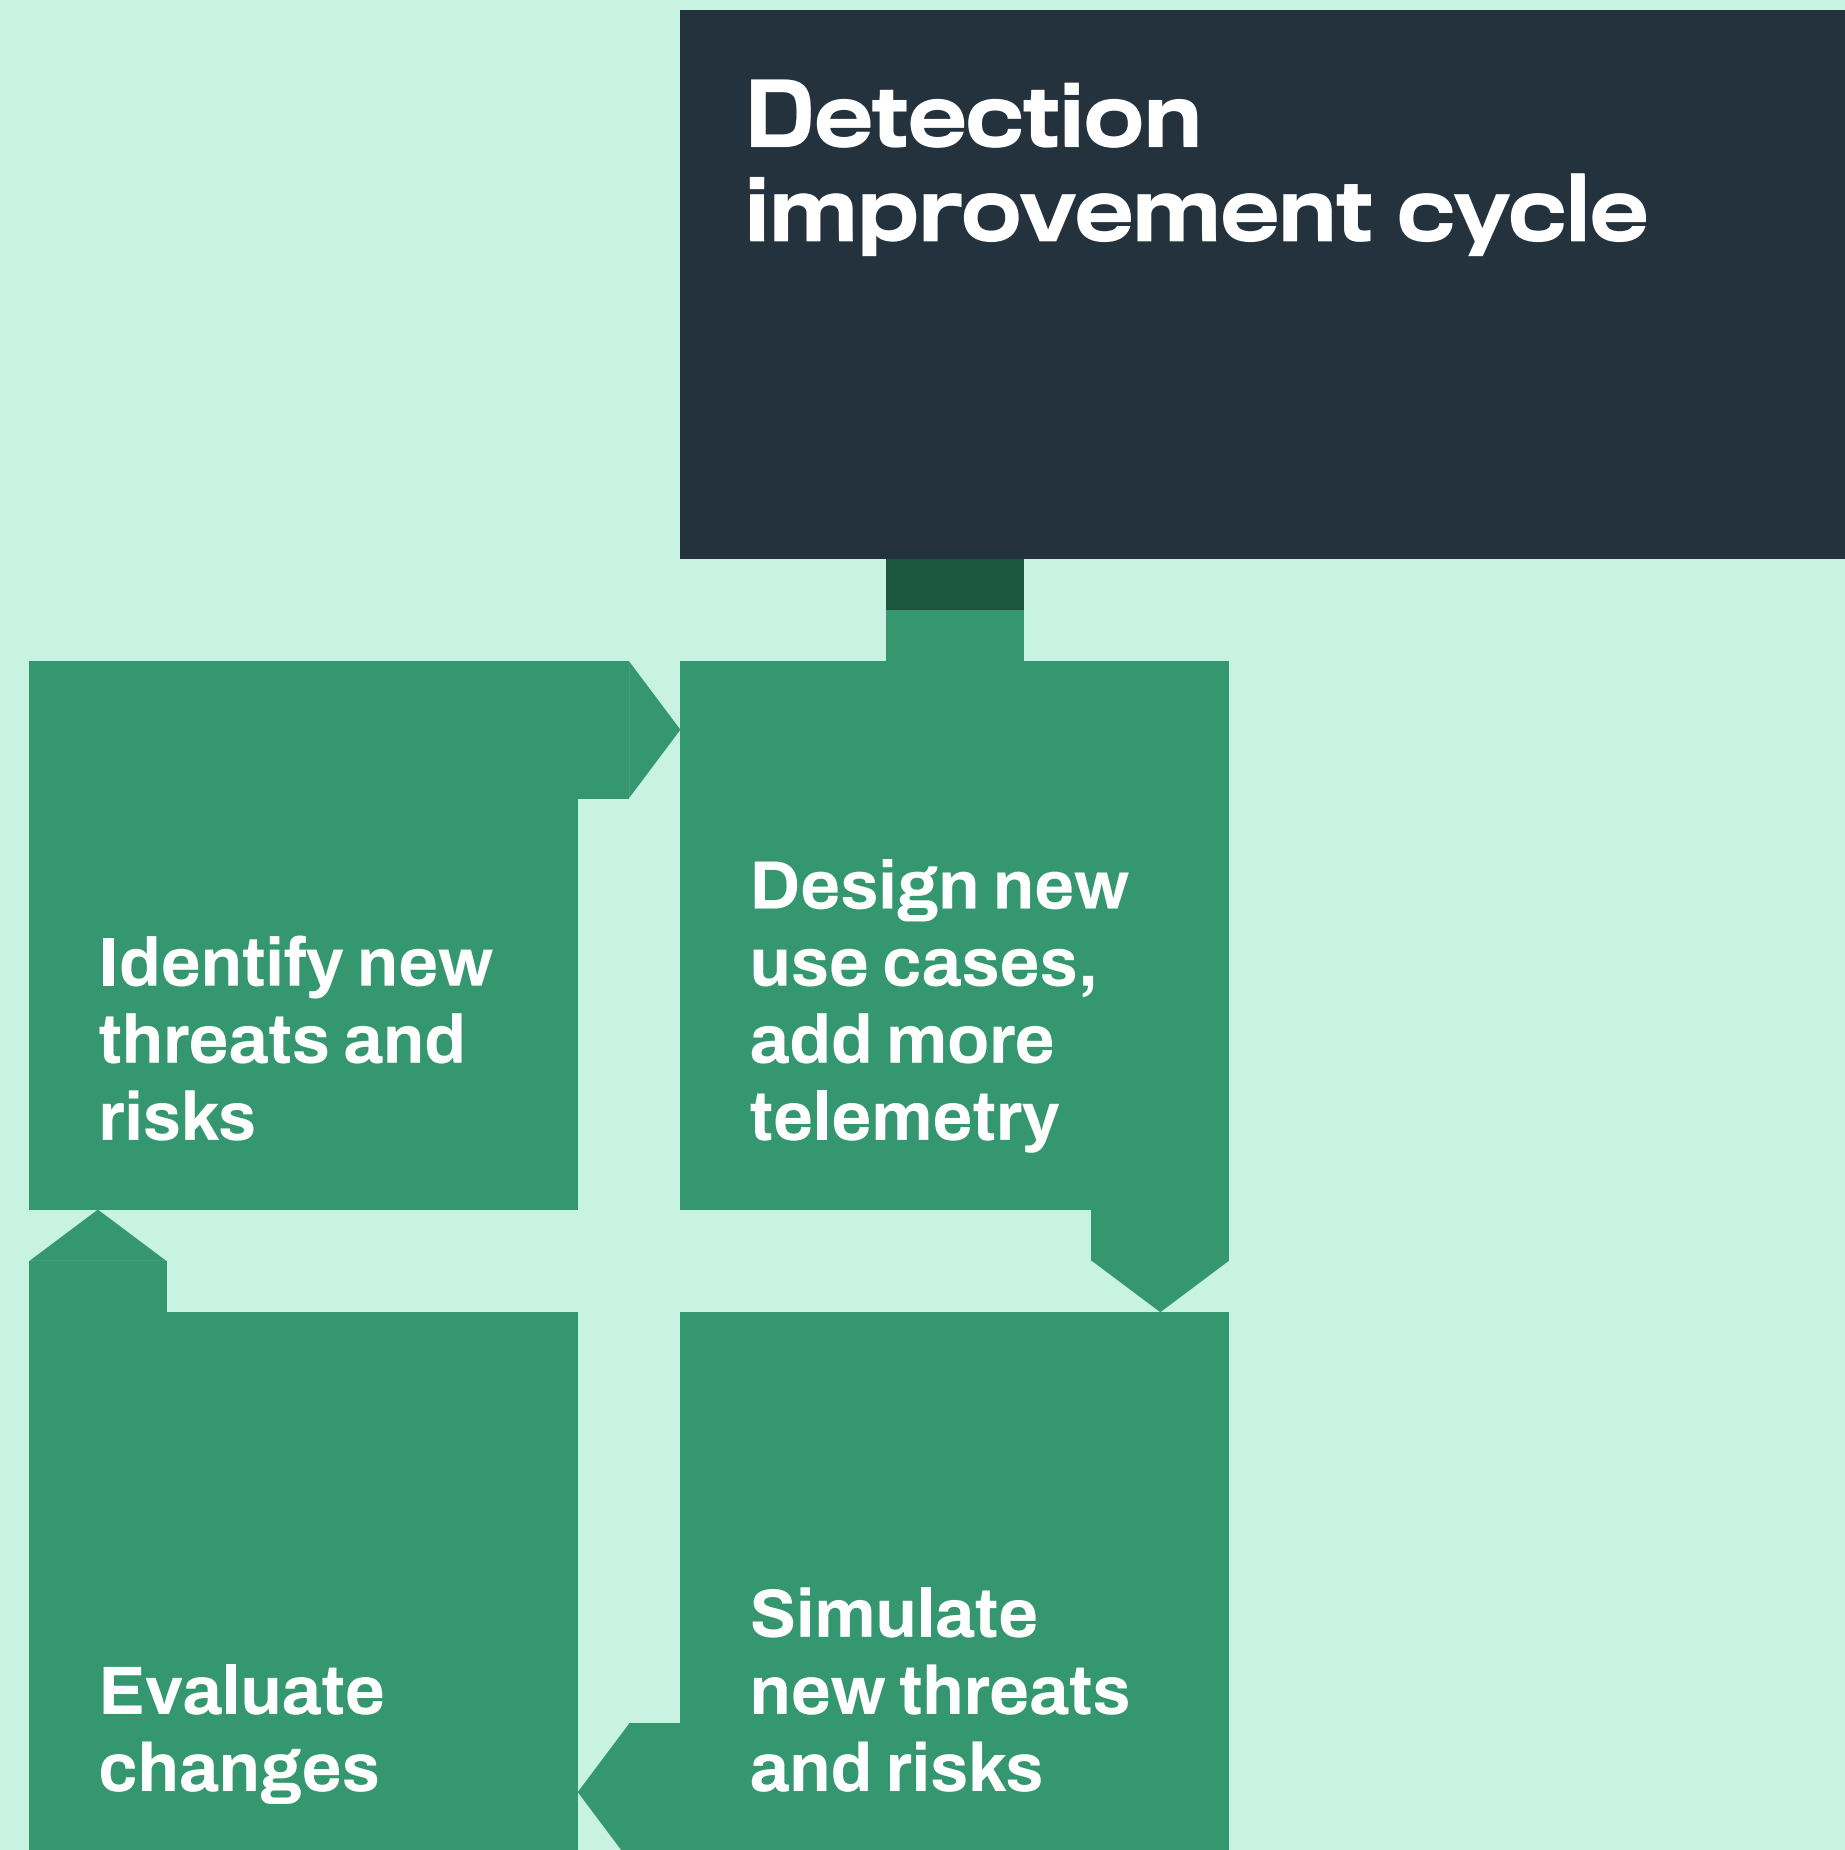 Detection
improvement cycle
Identify new
threats and
risks
Design new
use cases,
add more
telemetry
Evaluate
changes
Simulate
new threats
and risks